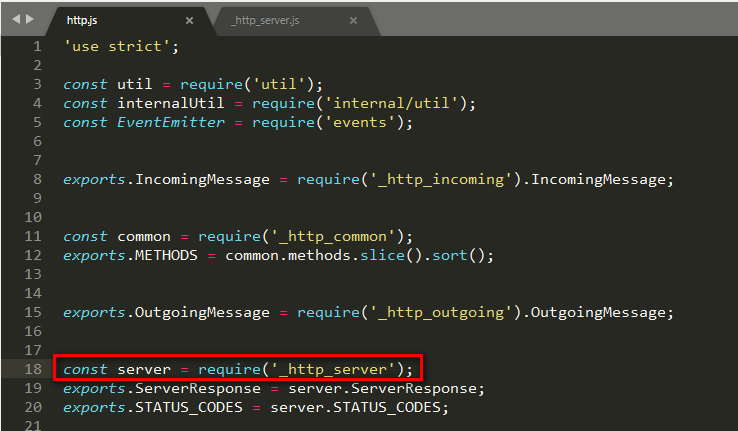 http.js
_http_server.js
1 'use strict';
2
3 const util = require('util');
4 const internalUtil = require('internal/util');
5 const EventEmitter = require('events');
6
7
8 exports.IncomingMessage = require('_http_incoming').IncomingMessage;
9
10
11 const common = require('_http_common');
12 exports.METHODS = common.methods.slice().sort();
13
14
15 exports.OutgoingMessage = require('_http_outgoing').OutgoingMessage;
16
17
18 const server = require('_http_server');
19 exports.ServerResponse = server.ServerResponse;
20 exports.STATUS_CODES = server.STATUS_CODES;
21